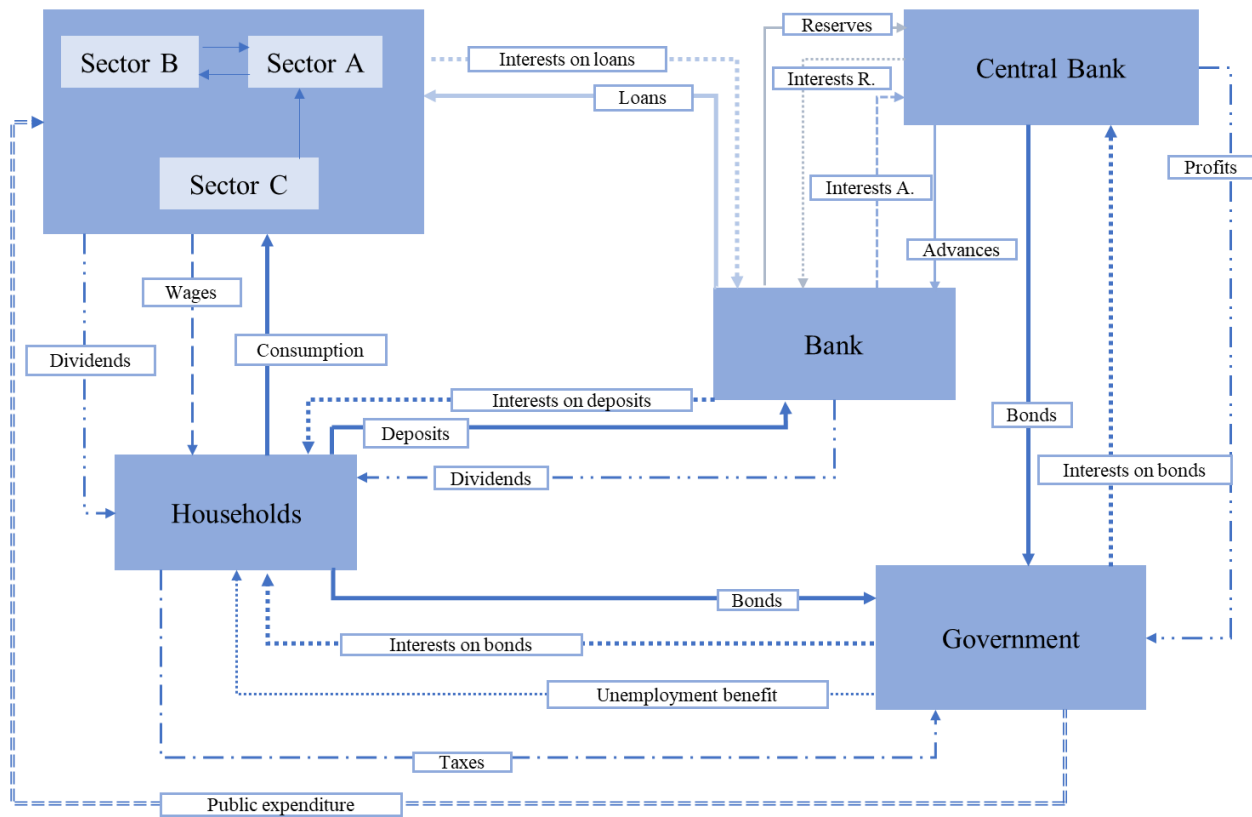 Reserves
Sector B
Sector A
Interests on loans
Central Bank
Interests R.
Loans
Profits
Sector C
Interests A.
Advances
Wages
Bank
Consumption
Dividends
Interests on deposits
Bonds
Deposits
Interests on bonds
Dividends
Households
Bonds
Government
Interests on bonds
Unemployment benefit
Taxes
Public expenditure